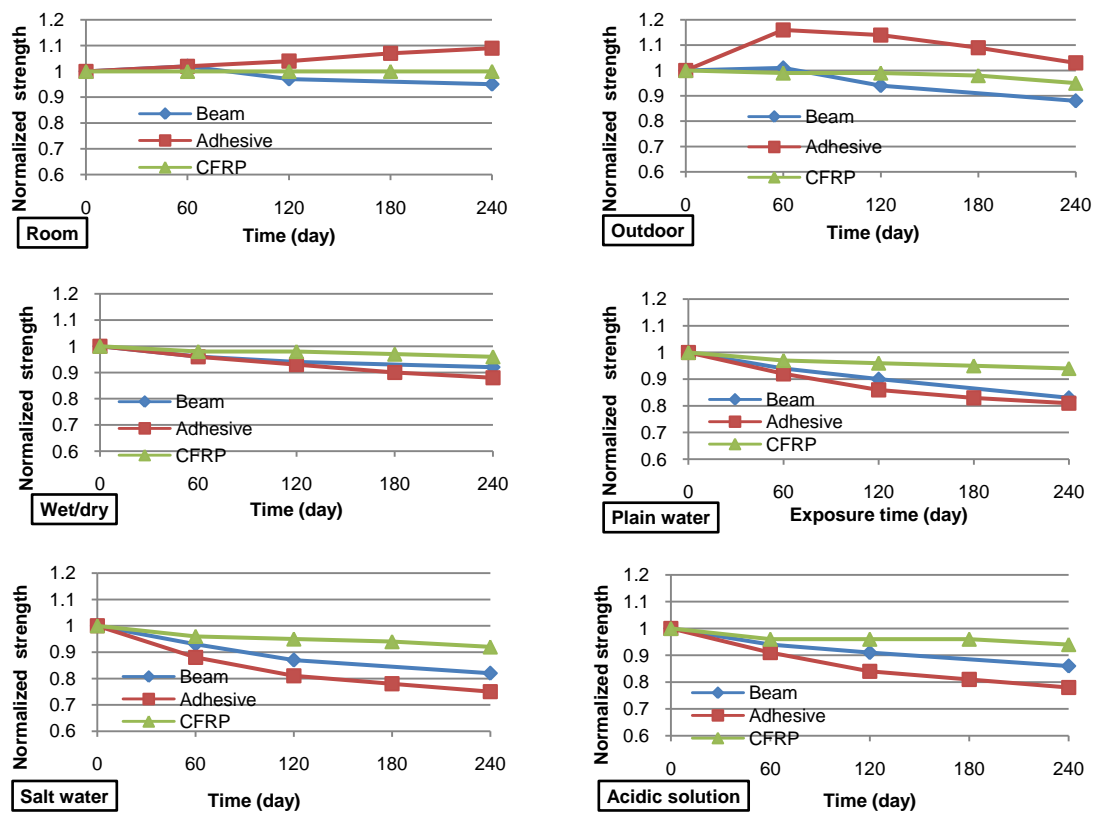 Normalized strength
1.2
1.1
1
0.9
0.8
0.7
0.6
Beam
Adhesive
CFRP
0 60 120 180 240
Room
Time (day)
Normalized strength
1.2
1.1
1
0.9
0.8
0.7
0.6
Beam
Adhesive
CFRP
0 60 120 180 240
Outdoor
Time (day)
Normalized strength
1.2
1.1
1
0.9
0.8
0.7
0.6
Beam
Adhesive
CFRP
0 60 120 180 240
Wet/dry
Time (day)
Normalized strength
1.2
1.1
1
0.9
0.8
0.7
0.6
Beam
Adhesive
CFRP
0 60 120 180 240
Plain water
Exposure time (day)
Normalized strength
1.2
1.1
1
0.9
0.8
0.7
0.6
Beam
Adhesive
CFRP
0 60 120 180 240
Salt water
Time (day)
Normalized strength
1.2
1.1
1
0.9
0.8
0.7
0.6
Beam
Adhesive
CFRP
0 60 120 180 240
Acidic solution
Time (day)